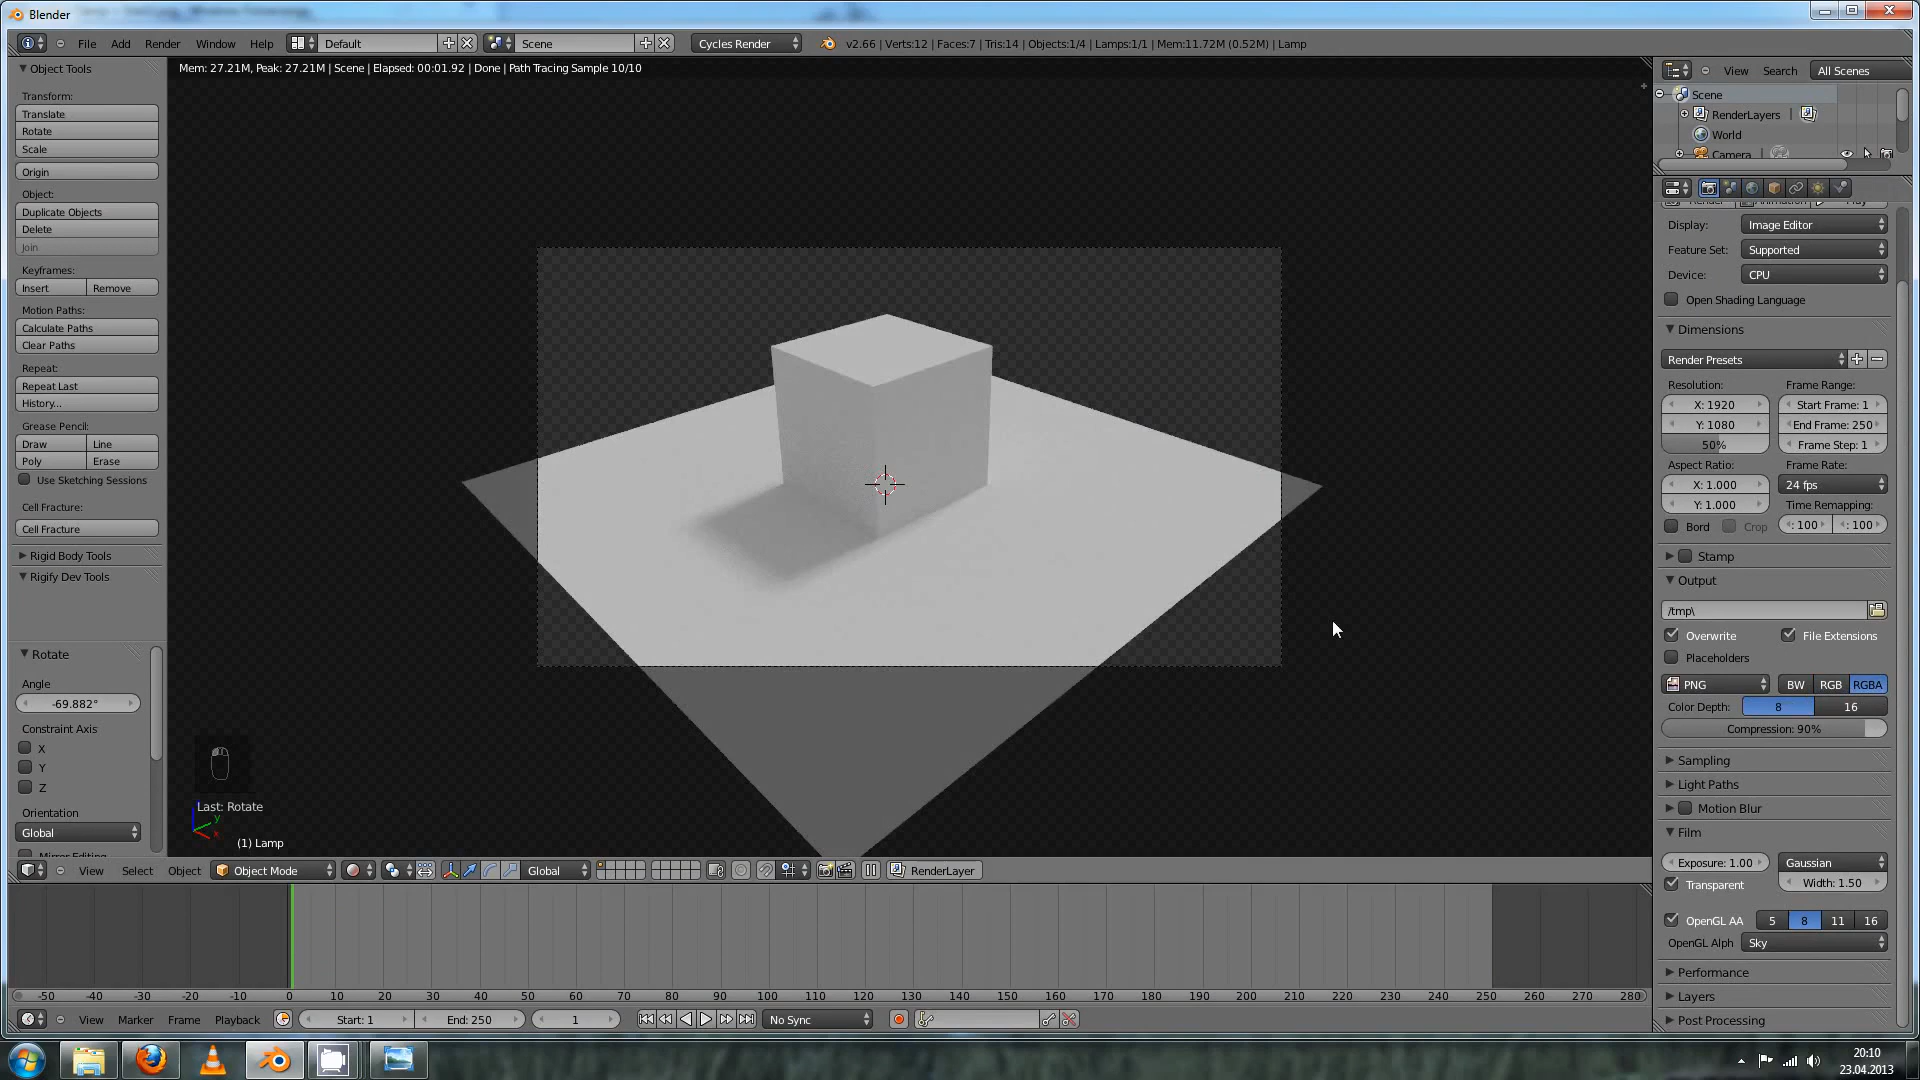 Blender
File Add Render Window Help Default Scene Cycles Render v2.66 | Verts:12 | Faces:7 | Tris:14 | Objects:1/4 | Lamps:1/1 | Mem:11.72M (0.52M) | Lamp
Object Tools
Transform:
Translate
Rotate
Scale
Origin
Object:
Duplicate Objects
Delete
Join
Keyframes:
Insert Remove
Motion Paths:
Calculate Paths
Clear Paths
Repeat:
Repeat Last
History...
Grease Pencil:
Draw Line
Poly Erase
Use Sketching Sessions
Cell Fracture:
Cell Fracture
Rigid Body Tools
Rigify Dev Tools
Rotate
Angle
-69.882°
Constraint Axis
X
Y
Z
Orientation
Global
Mirror Editing
Mem: 27.21M, Peak: 27.21M | Scene | Elapsed: 00:01.92 | Done | Path Tracing Sample 10/10
Last: Rotate
y
x
(1) Lamp
View Select Object Object Mode Global RenderLayer
View Search All Scenes
Scene
RenderLayers |
World
Camera
Display: Image Editor
Feature Set: Supported
Device: CPU
Open Shading Language
Dimensions
Render Presets
Resolution: Frame Range:
X: 1920 Start Frame: 1
Y: 1080 End Frame: 250
50% Frame Step: 1
Aspect Ratio: Frame Rate:
X: 1.000 24 fps
Y: 1.000 Time Remapping:
Bord Crop : 100 : 100
Stamp
Output
/tmp\
Overwrite File Extensions
Placeholders
PNG BW RGB RGBA
Color Depth: 8 16
Compression: 90%
Sampling
Light Paths
Motion Blur
Film
Exposure: 1.00 Gaussian
Transparent Width: 1.50
OpenGL AA 5 8 11 16
OpenGL Alph Sky
Performance
Layers
Post Processing
-50 -40 -30 -20 -10 0 10 20 30 40 50 60 70 80 90 100 110 120 130 140 150 160 170 180 190 200 210 220 230 240 250 260 270 280
View Marker Frame Playback Start: 1 End: 250 1 No Sync
20:10
23.04.2013